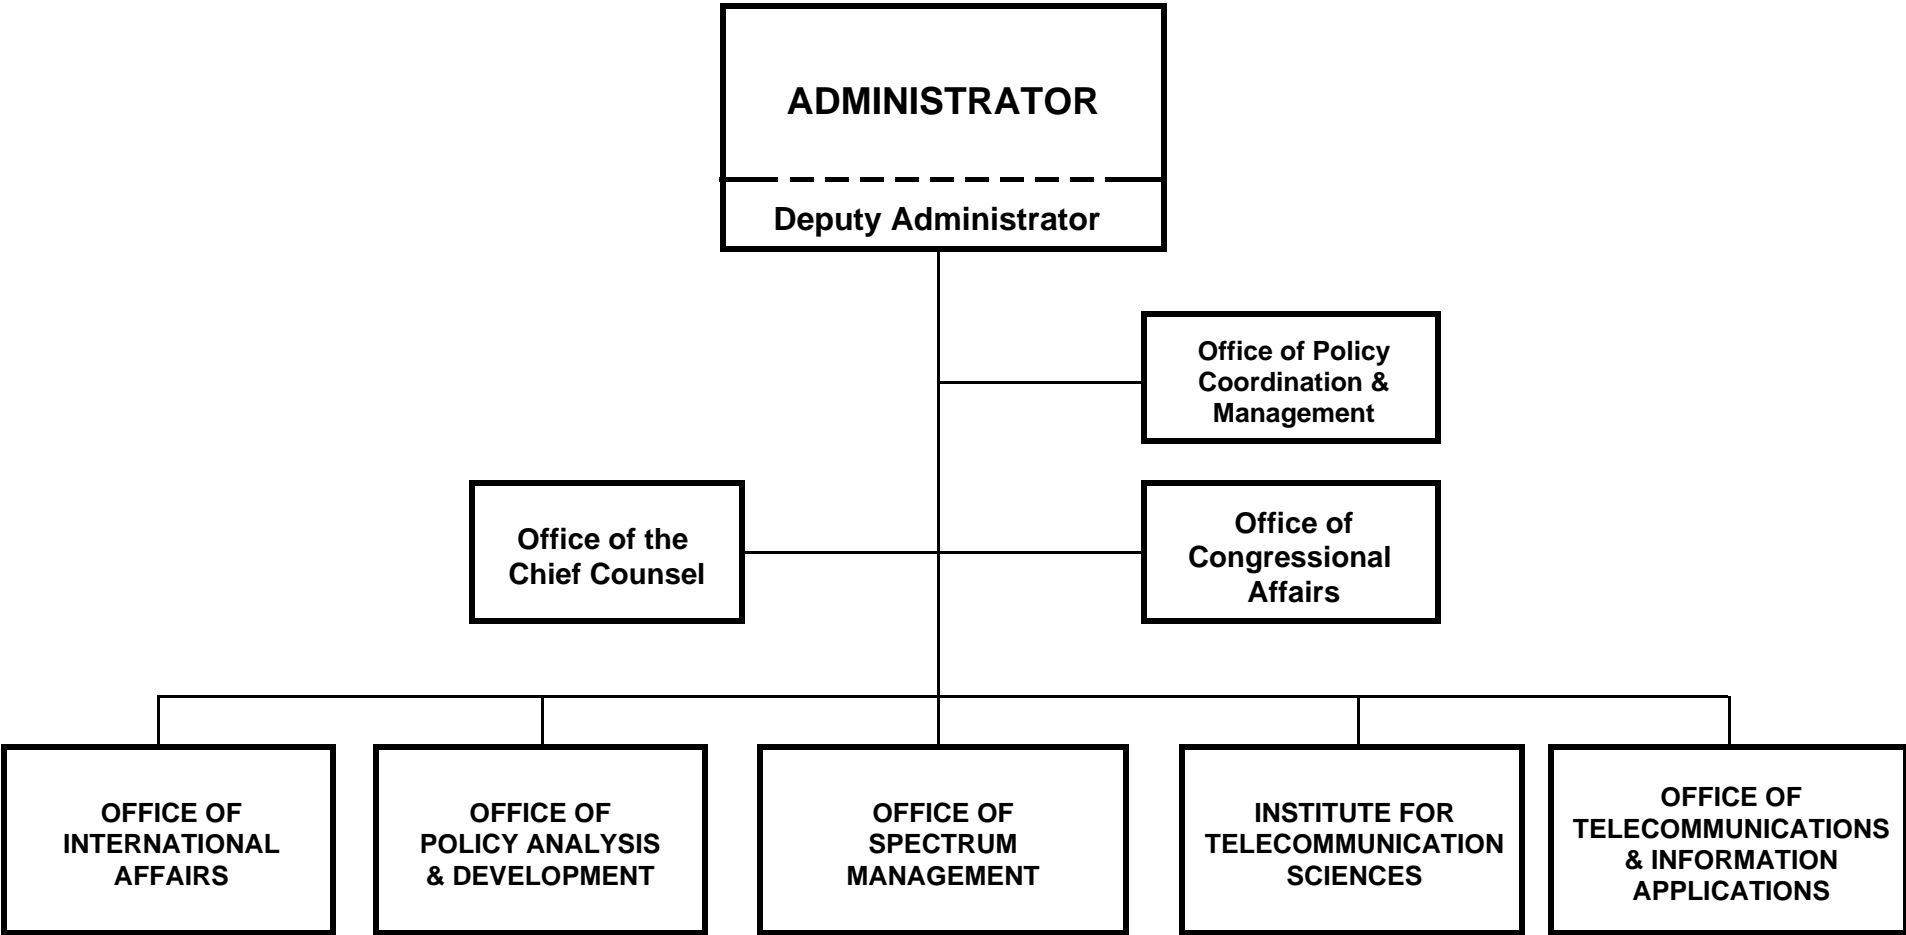 ADMINISTRATOR
Deputy Administrator
Office of Policy
Coordination &
Management
Office of the
Chief Counsel
Office of
Congressional
Affairs
OFFICE OF
INTERNATIONAL
AFFAIRS
OFFICE OF
POLICY ANALYSIS
& DEVELOPMENT
OFFICE OF
SPECTRUM
MANAGEMENT
INSTITUTE FOR
TELECOMMUNICATION
SCIENCES
OFFICE OF
TELECOMMUNICATIONS
& INFORMATION
APPLICATIONS